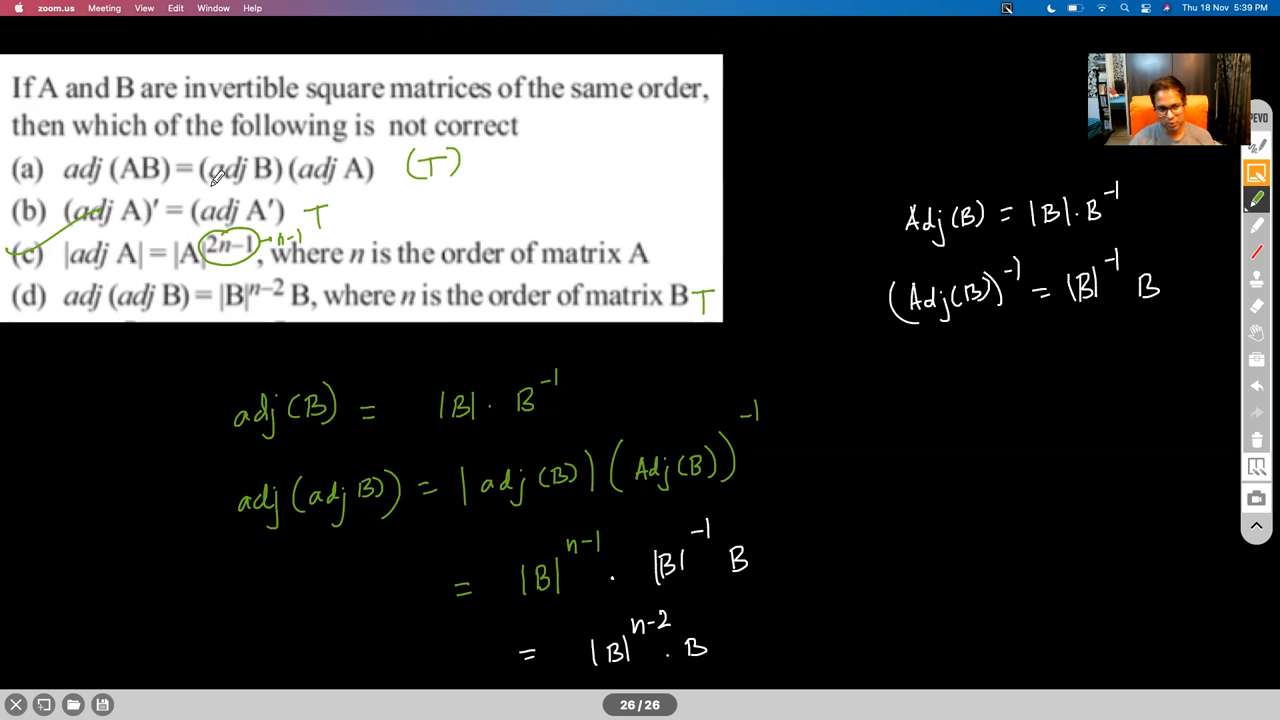 zoom.us Meeting View Edit Window Help Thu 18 Nov 5:39 PM
If A and B are invertible square matrices of the same order,
then which of the following is not correct
(a) adj (AB) = (adj B) (adj A) (T)
(b) (adj A)′ = (adj A′) T
(c) |adj A| = |A|^{2n–1}, where n is the order of matrix A
n-1
(d) adj (adj B) = |B|^{n–2} B, where n is the order of matrix B T
Adj(B) = |B| · B^{-1}
(Adj(B))^{-1} = |B|^{-1} B
adj(B) = |B| · B^{-1}
adj(adj B) = |adj(B)| (Adj(B))^{-1}
= |B|^{n-1} · |B|^{-1} B
= |B|^{n-2} · B
26 / 26